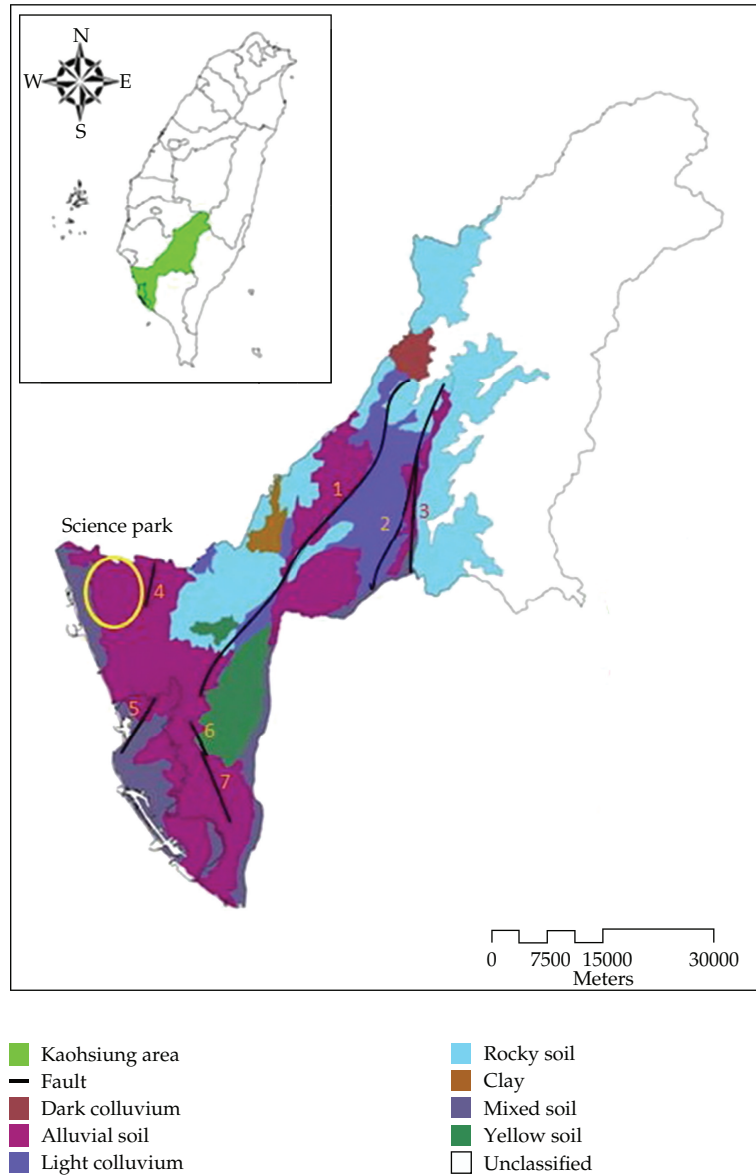 N
W E
S
Science park
1
2
3
4
5
6
7
0 7500 15000 30000
Meters
Kaohsiung area
Fault
Dark colluvium
Alluvial soil
Light colluvium
Rocky soil
Clay
Mixed soil
Yellow soil
Unclassified